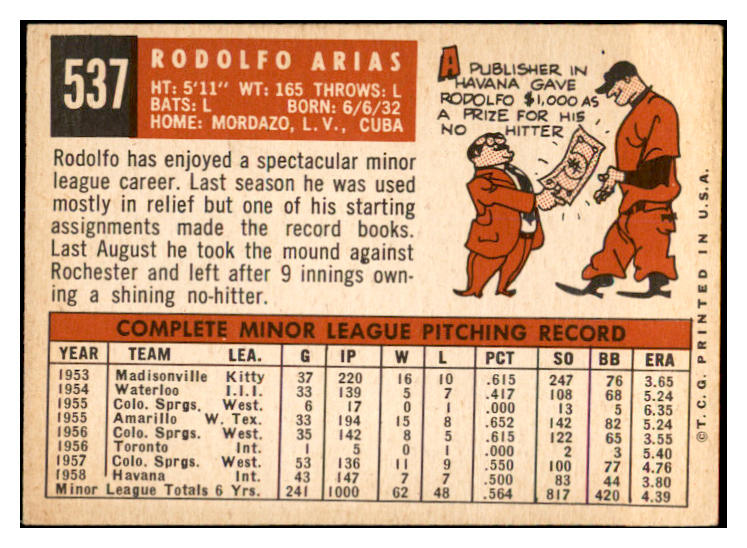 537
RODOLFO ARIAS
HT: 5'11" WT: 165 THROWS: L
BATS: L BORN: 6/6/32
HOME: MORDAZO, L.V., CUBA
A PUBLISHER IN
HAVANA GAVE
RODOLFO $1,000 AS
A PRIZE FOR HIS
NO HITTER
Rodolfo has enjoyed a spectacular minor
league career. Last season he was used
mostly in relief but one of his starting
assignments made the record books.
Last August he took the mound against
Rochester and left after 9 innings own-
ing a shining no-hitter.
COMPLETE MINOR LEAGUE PITCHING RECORD
YEAR TEAM LEA. G IP W L PCT SO BB ERA
1953 Madisonville Kitty 37 220 16 10 .615 247 76 3.65
1954 Waterloo I.I.I. 33 139 5 7 .417 108 68 5.24
1955 Colo. Sprgs. West. 6 17 0 1 .000 13 5 6.35
1955 Amarillo W. Tex. 33 194 15 8 .652 142 82 5.24
1956 Colo. Sprgs. West. 35 142 8 5 .615 122 65 3.55
1956 Toronto Int. 1 5 0 1 .000 2 3 5.40
1957 Colo. Sprgs. West. 53 136 11 9 .550 100 77 4.76
1958 Havana Int. 43 147 7 7 .500 83 44 3.80
Minor League Totals 6 Yrs. 241 1000 62 48 .564 817 420 4.39
©T.C.G. PRINTED IN U.S.A.